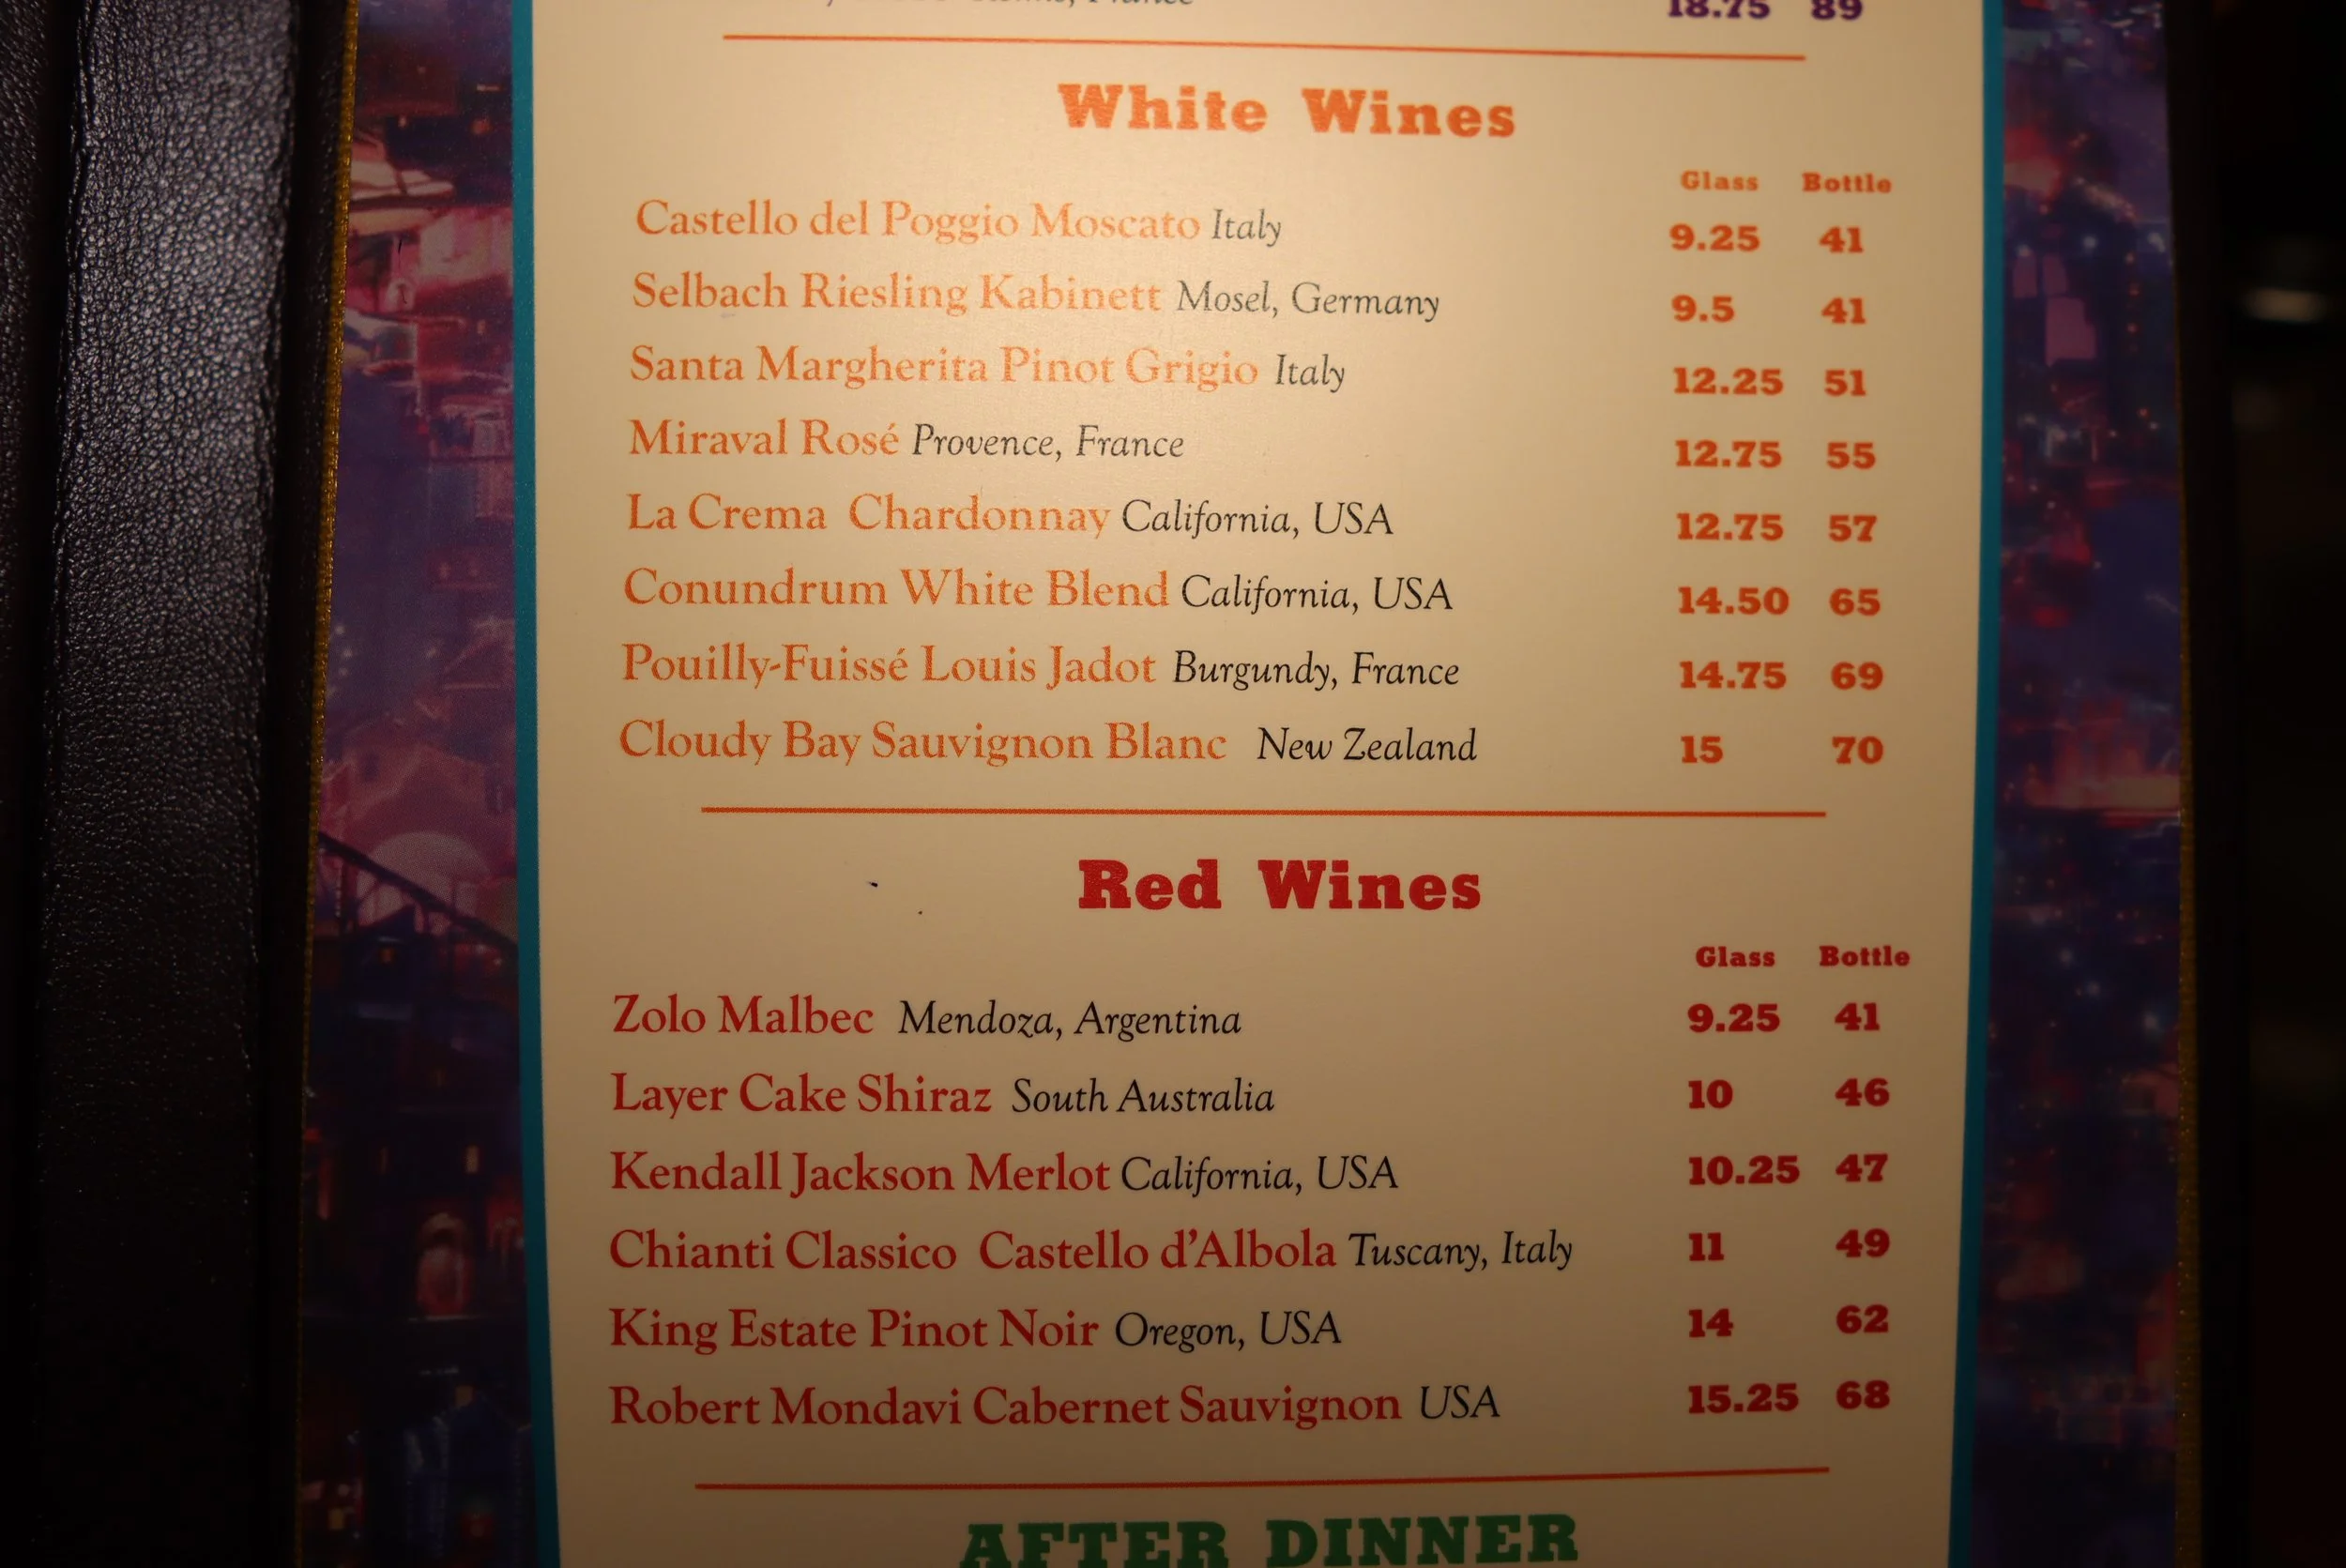 France 18.75 89
White Wines
Glass Bottle
Castello del Poggio Moscato Italy 9.25 41
Selbach Riesling Kabinett Mosel, Germany 9.5 41
Santa Margherita Pinot Grigio Italy 12.25 51
Miraval Rosé Provence, France 12.75 55
La Crema Chardonnay California, USA 12.75 57
Conundrum White Blend California, USA 14.50 65
Pouilly-Fuissé Louis Jadot Burgundy, France 14.75 69
Cloudy Bay Sauvignon Blanc New Zealand 15 70
Red Wines
Glass Bottle
Zolo Malbec Mendoza, Argentina 9.25 41
Layer Cake Shiraz South Australia 10 46
Kendall Jackson Merlot California, USA 10.25 47
Chianti Classico Castello d'Albola Tuscany, Italy 11 49
King Estate Pinot Noir Oregon, USA 14 62
Robert Mondavi Cabernet Sauvignon USA 15.25 68
AFTER DINNER